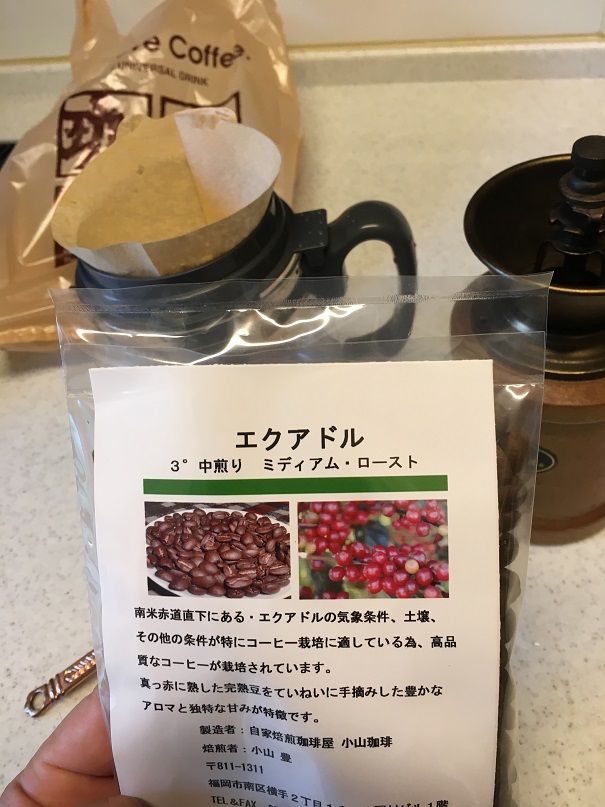 Coffee
UNIVERSAL DRINK
エクアドル
3°中煎り ミディアム・ロースト
南米赤道直下にある・エクアドルの気象条件、土壌、
その他の条件が特にコーヒー栽培に適している為、高品
質なコーヒーが栽培されています。
真っ赤に熟した完熟豆をていねいに手摘みした豊かな
アロマと独特な甘みが特徴です。
製造者：自家焙煎珈琲屋 小山珈琲
焙煎者：小山 豊
〒811-1311
福岡市南区横手2丁目
TEL&FAX